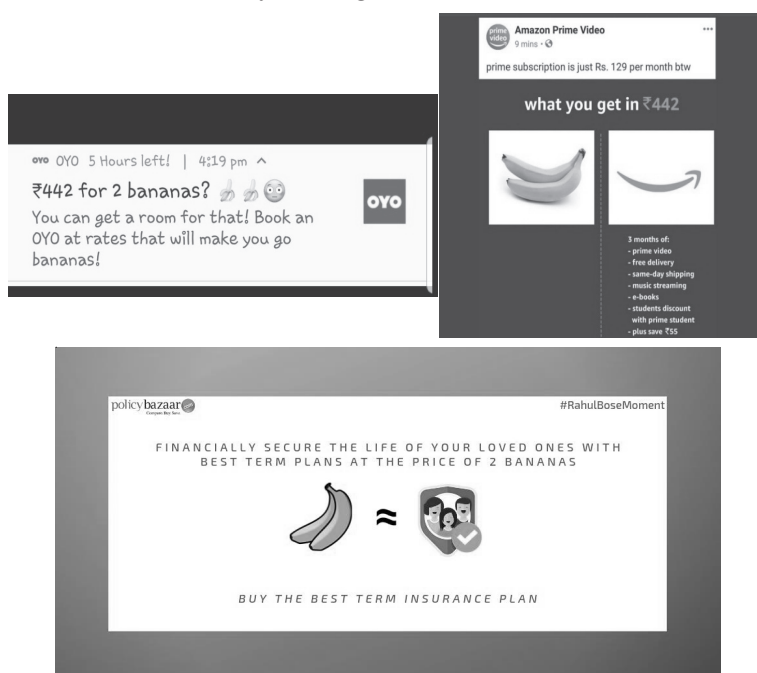 Amazon Prime Video
9 mins
prime subscription is just Rs. 129 per month btw
what you get in ₹442
3 months of:
- prime video
- free delivery
- same-day shipping
- music streaming
- e-books
- students discount
with prime student
- plus save ₹55
OYO OYO 5 Hours left! | 4:19 pm
₹442 for 2 bananas?
OYO
You can get a room for that! Book an
OYO at rates that will make you go
bananas!
policybazaar
Compare. Buy. Save.
#RahulBoseMoment
FINANCIALLY SECURE THE LIFE OF YOUR LOVED ONES WITH
BEST TERM PLANS AT THE PRICE OF 2 BANANAS
≈
BUY THE BEST TERM INSURANCE PLAN